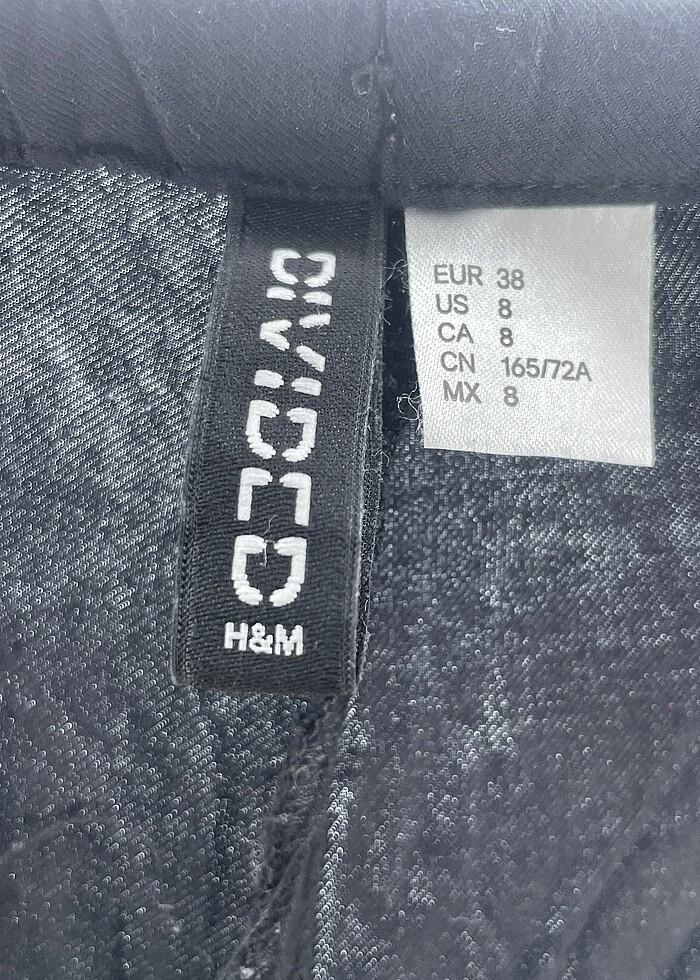 DIVIDED
H&M
EUR 38
US 8
CA 8
CN 165/72A
MX 8